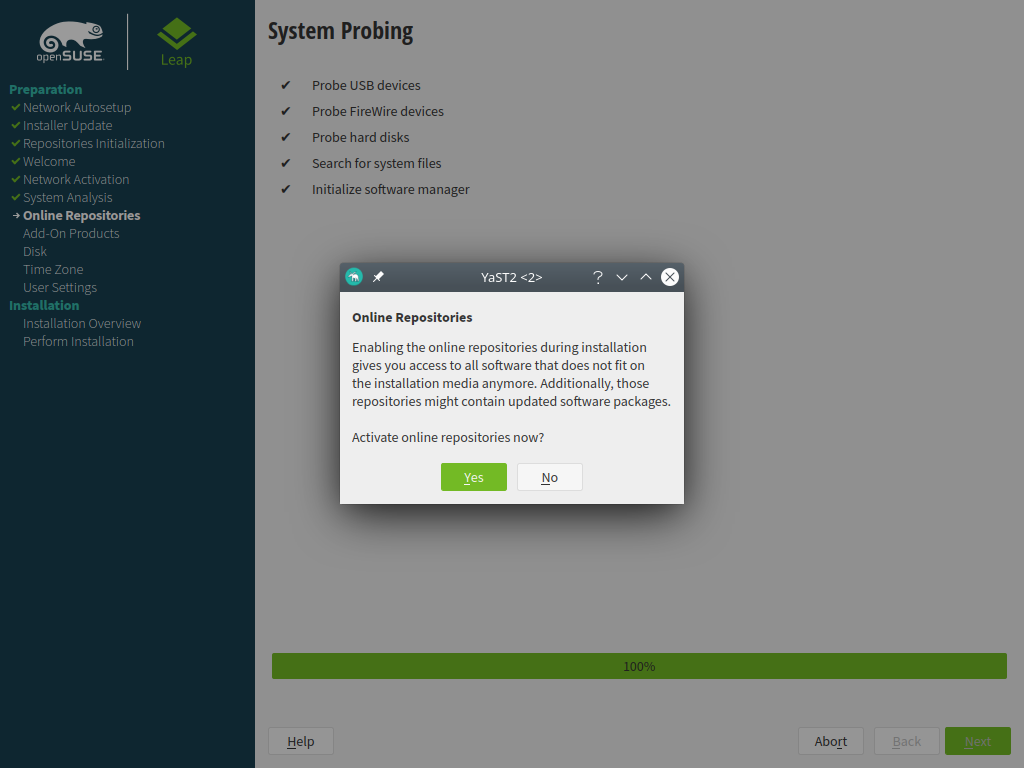 openSUSE
Leap
Preparation
Network Autosetup
Installer Update
Repositories Initialization
Welcome
Network Activation
System Analysis
Online Repositories
Add-On Products
Disk
Time Zone
User Settings
Installation
Installation Overview
Perform Installation
System Probing
Probe USB devices
Probe FireWire devices
Probe hard disks
Search for system files
Initialize software manager
YaST2 <2>
Online Repositories
Enabling the online repositories during installation
gives you access to all software that does not fit on
the installation media anymore. Additionally, those
repositories might contain updated software packages.
Activate online repositories now?
Yes No
100%
Help Abort Back Next